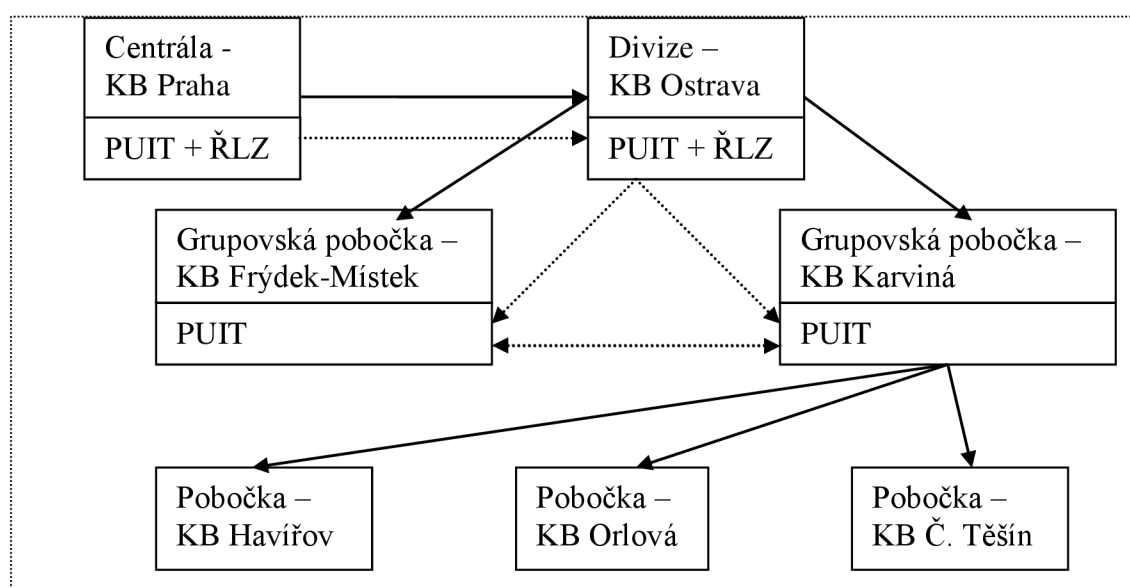 Centrála -
KB Praha
PUIT + ŘLZ
Divize –
KB Ostrava
PUIT + ŘLZ
Grupovská pobočka –
KB Frýdek-Místek
PUIT
Grupovská pobočka –
KB Karviná
PUIT
Pobočka –
KB Havířov
Pobočka –
KB Orlová
Pobočka –
KB Č. Těšín